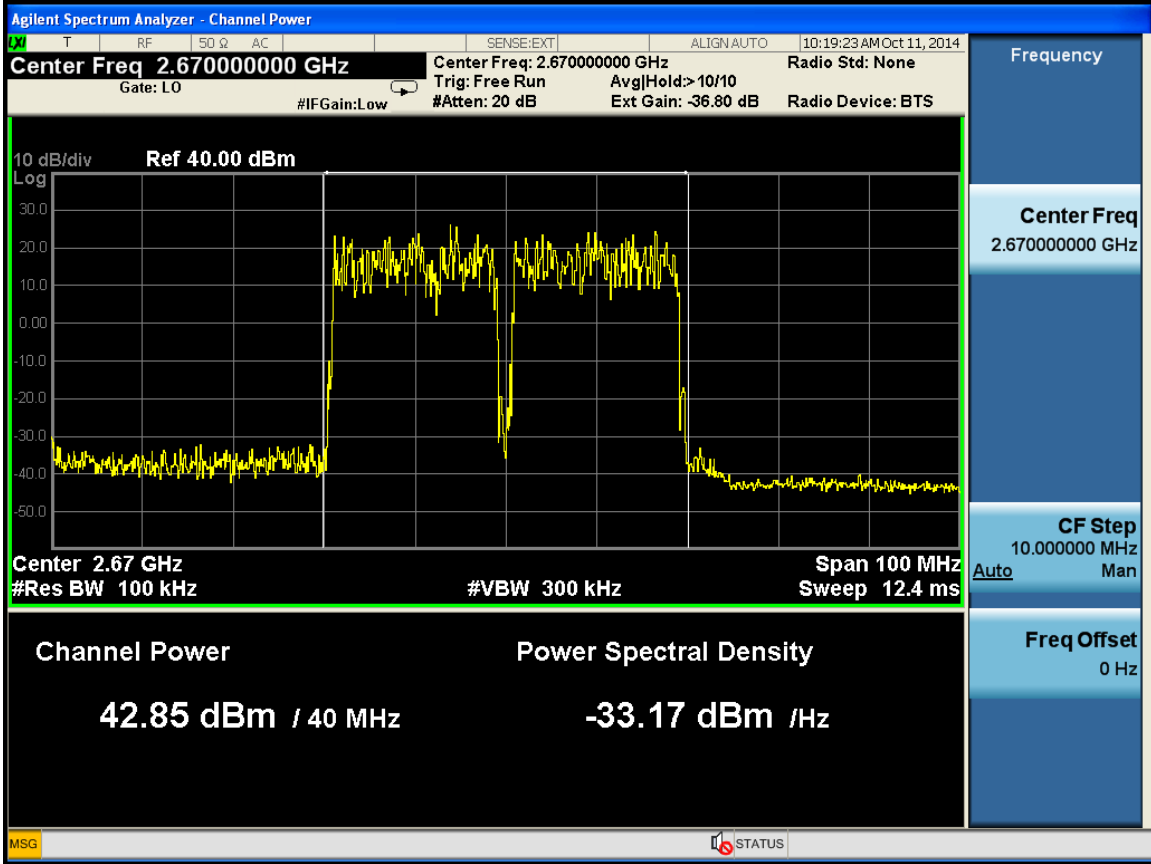 Agilent Spectrum Analyzer - Channel Power
LXI T RF 50 Ω AC SENSE:EXT ALIGN AUTO 10:19:23 AM Oct 11, 2014
Center Freq 2.670000000 GHz
Gate: LO
#IFGain:Low
Center Freq: 2.670000000 GHz
Trig: Free Run Avg|Hold:> 10/10
#Atten: 20 dB Ext Gain: -36.80 dB
Radio Std: None
Radio Device: BTS
10 dB/div Ref 40.00 dBm
Log
30.0
20.0
10.0
0.00
-10.0
-20.0
-30.0
-40.0
-50.0
Center 2.67 GHz Span 100 MHz
#Res BW 100 kHz #VBW 300 kHz Sweep 12.4 ms
Channel Power Power Spectral Density
42.85 dBm / 40 MHz -33.17 dBm /Hz
Frequency
Center Freq
2.670000000 GHz
CF Step
10.000000 MHz
Auto Man
Freq Offset
0 Hz
MSG STATUS